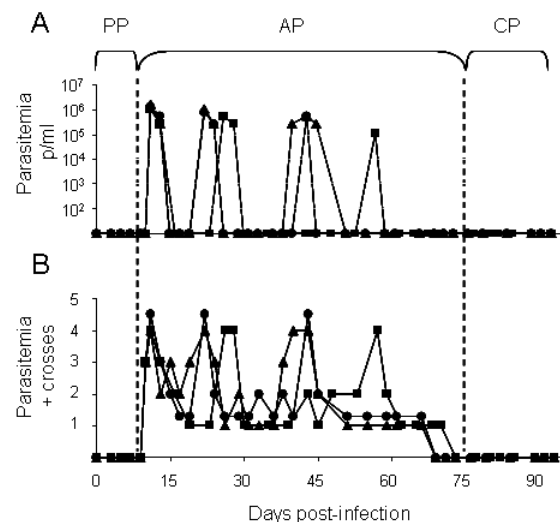 A
PP AP CP
Parasitemia
p/ml
10⁷
10⁶
10⁵
10⁴
10³
10²
B
Parasitemia
+ crosses
5
4
3
2
1
0 15 30 45 60 75 90
Days post-infection